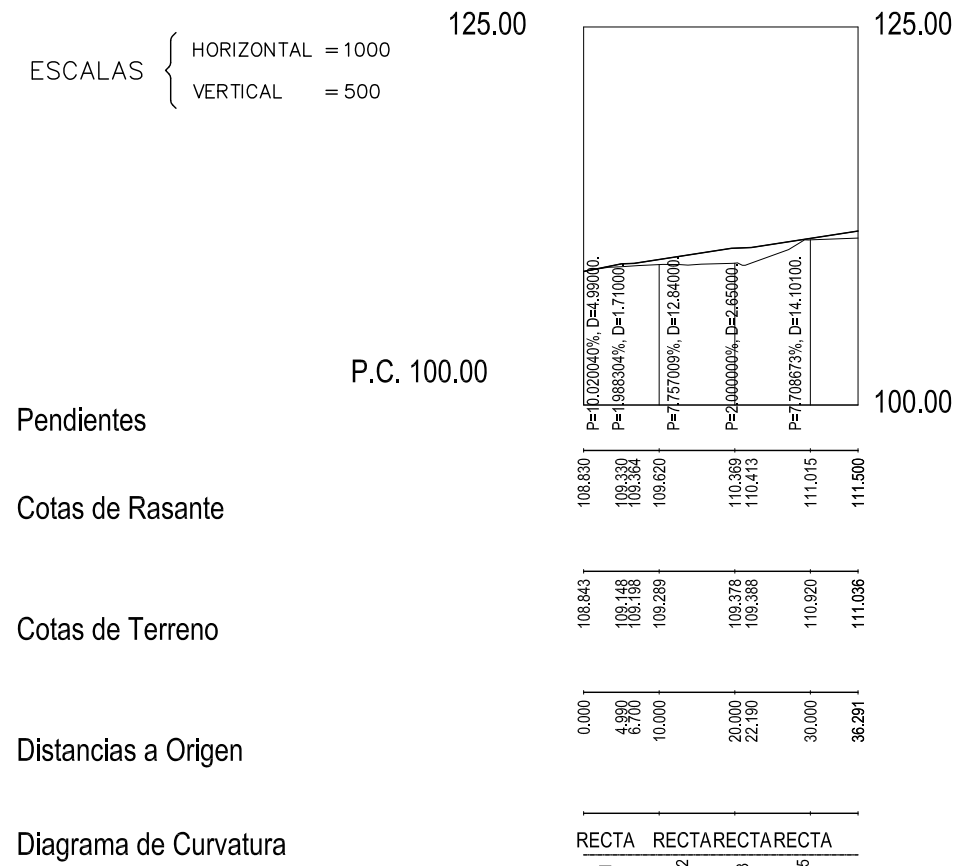 125.00
125.00
ESCALAS
HORIZONTAL = 1000
VERTICAL = 500
P=10.020040%, D=4.99000.
P=1.988304%, D=1.71000.
P=7.757009%, D=12.84000.
P=2.000000%, D=2.65000.
P=7.708673%, D=14.10100.
P.C. 100.00
100.00
Pendientes
Cotas de Rasante
108.830
109.330
109.364
109.620
110.369
110.413
111.015
111.500
Cotas de Terreno
108.843
109.148
109.198
109.289
109.378
109.388
110.920
111.036
Distancias a Origen
0.000
4.990
6.700
10.000
20.000
22.190
30.000
36.291
Diagrama de Curvatura
RECTA RECTA RECTA RECTA